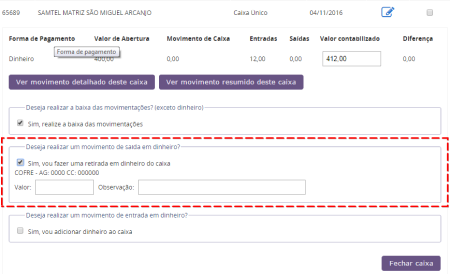 65689 SAMTEL MATRIZ SÃO MIGUEL ARCANJO Caixa Único 04/11/2016
Forma de Pagamento Valor de Abertura Movimento de Caixa Entradas Saídas Valor contabilizado Diferença
Forma de pagamento
Dinheiro 400,00 0,00 12,00 0,00 412,00 0,00
Ver movimento detalhado deste caixa Ver movimento resumido deste caixa
Deseja realizar a baixa das movimentações? (exceto dinheiro)
Sim, realize a baixa das movimentações
Deseja realizar um movimento de saída em dinheiro?
Sim, vou fazer uma retirada em dinheiro do caixa
COFRE - AG: 0000 CC: 000000
Valor: Observação:
Deseja realizar um movimento de entrada em dinheiro?
Sim, vou adicionar dinheiro ao caixa
Fechar caixa